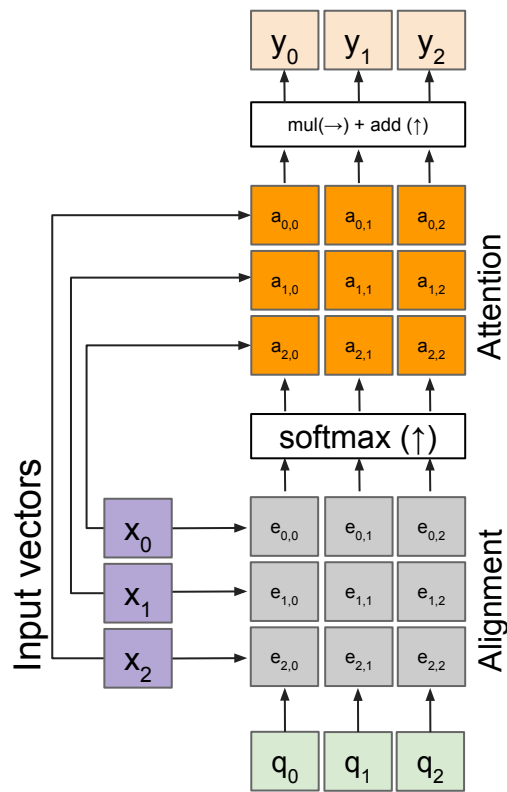 y0 y1 y2
mul(→) + add (↑)
a0,0 a0,1 a0,2
a1,0 a1,1 a1,2
a2,0 a2,1 a2,2
Attention
softmax (↑)
Input vectors
x0 e0,0 e0,1 e0,2
x1 e1,0 e1,1 e1,2
x2 e2,0 e2,1 e2,2
Alignment
q0 q1 q2